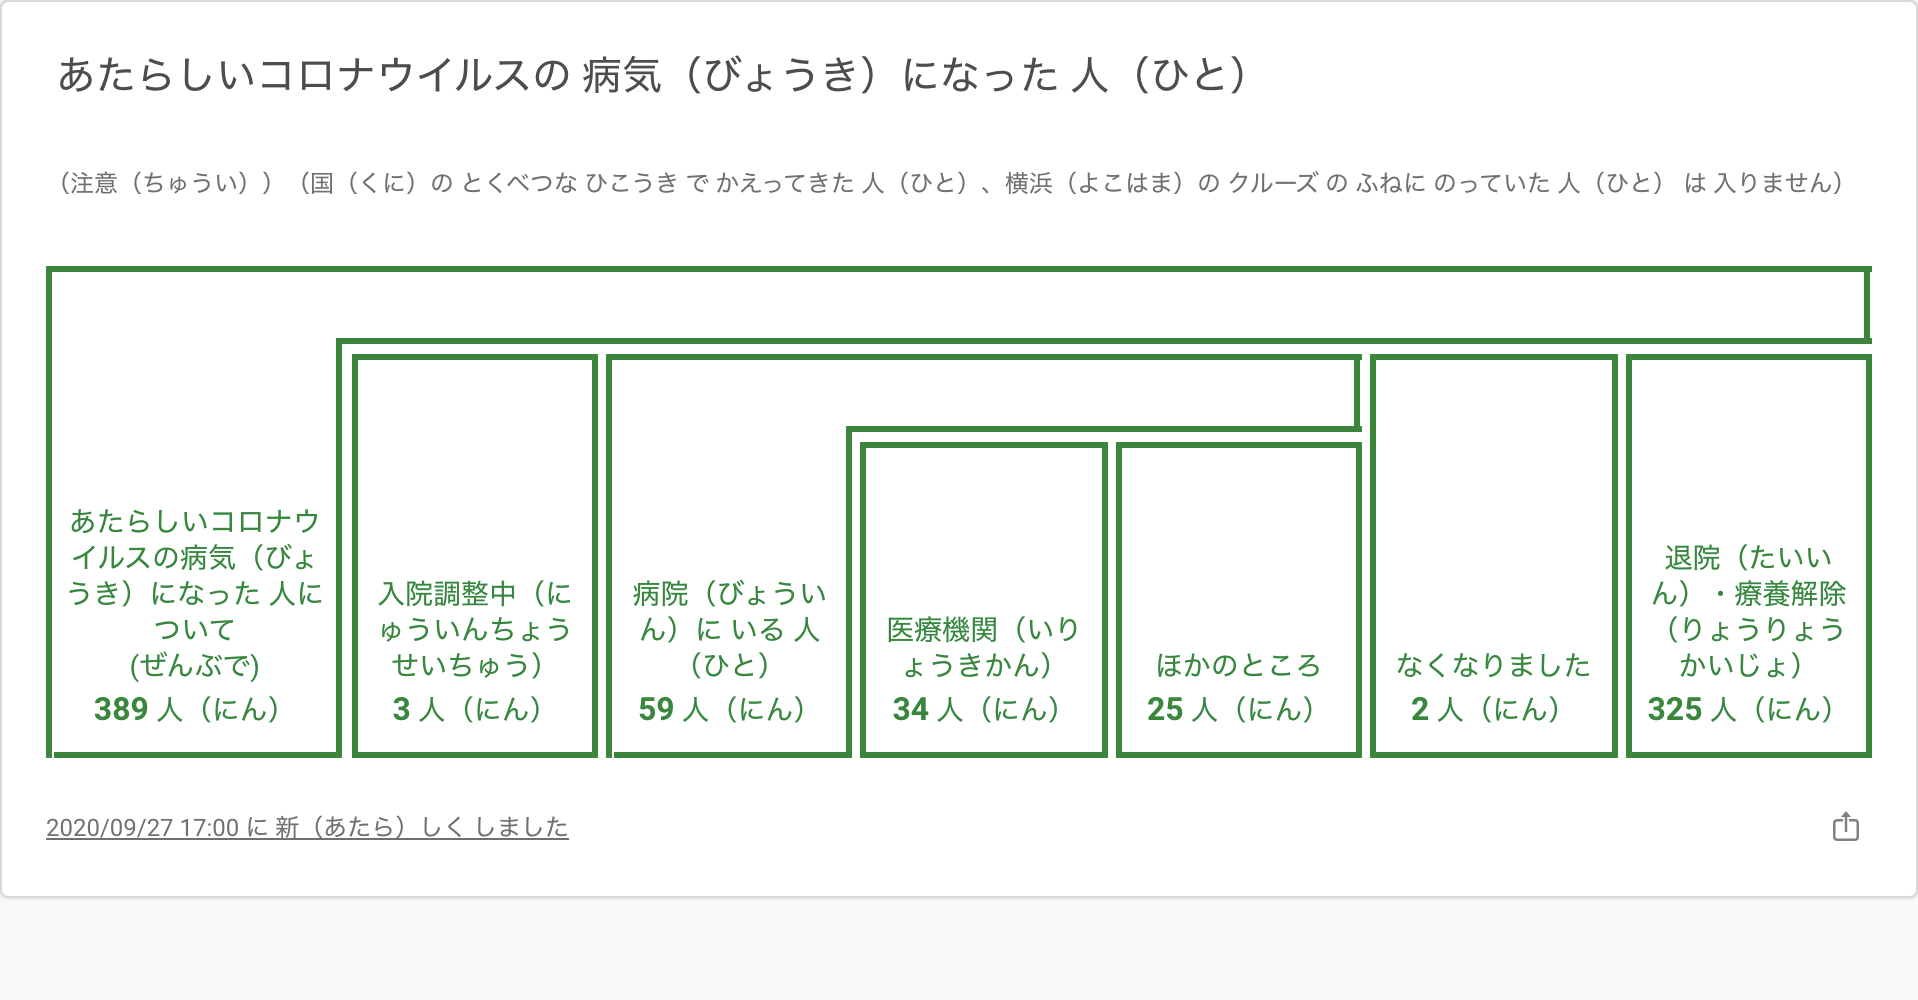 あたらしいコロナウイルスの 病気（びょうき）になった 人（ひと）
（注意（ちゅうい））（国（くに）の とくべつな ひこうき で かえってきた 人（ひと）、横浜（よこはま）の クルーズ の ふねに のっていた 人（ひと） は 入りません）
あたらしいコロナウ
イルスの病気（びょ
うき）になった 人に
ついて
(ぜんぶで)
389 人（にん）
入院調整中（に
ゅういんちょう
せいちゅう）
3 人（にん）
病院（びょうい
ん）に いる 人
（ひと）
59 人（にん）
医療機関（いり
ょうきかん）
34 人（にん）
ほかのところ
25 人（にん）
なくなりました
2 人（にん）
退院（たいい
ん）・療養解除
（りょうりょう
かいじょ）
325 人（にん）
2020/09/27 17:00 に 新（あたら）しく しました